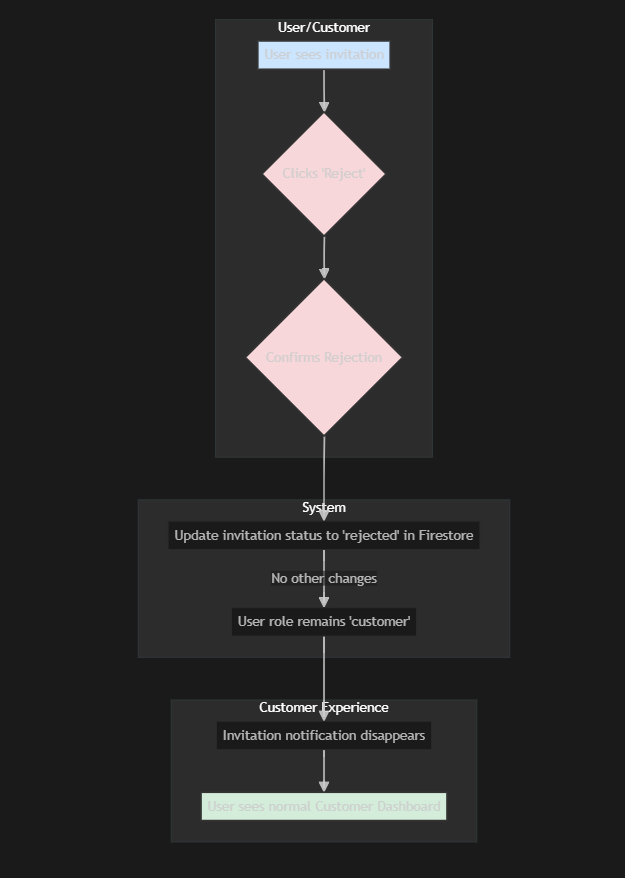 User/Customer
User sees invitation
Clicks 'Reject'
Confirms Rejection
System
Update invitation status to 'rejected' in Firestore
No other changes
User role remains 'customer'
Customer Experience
Invitation notification disappears
User sees normal Customer Dashboard